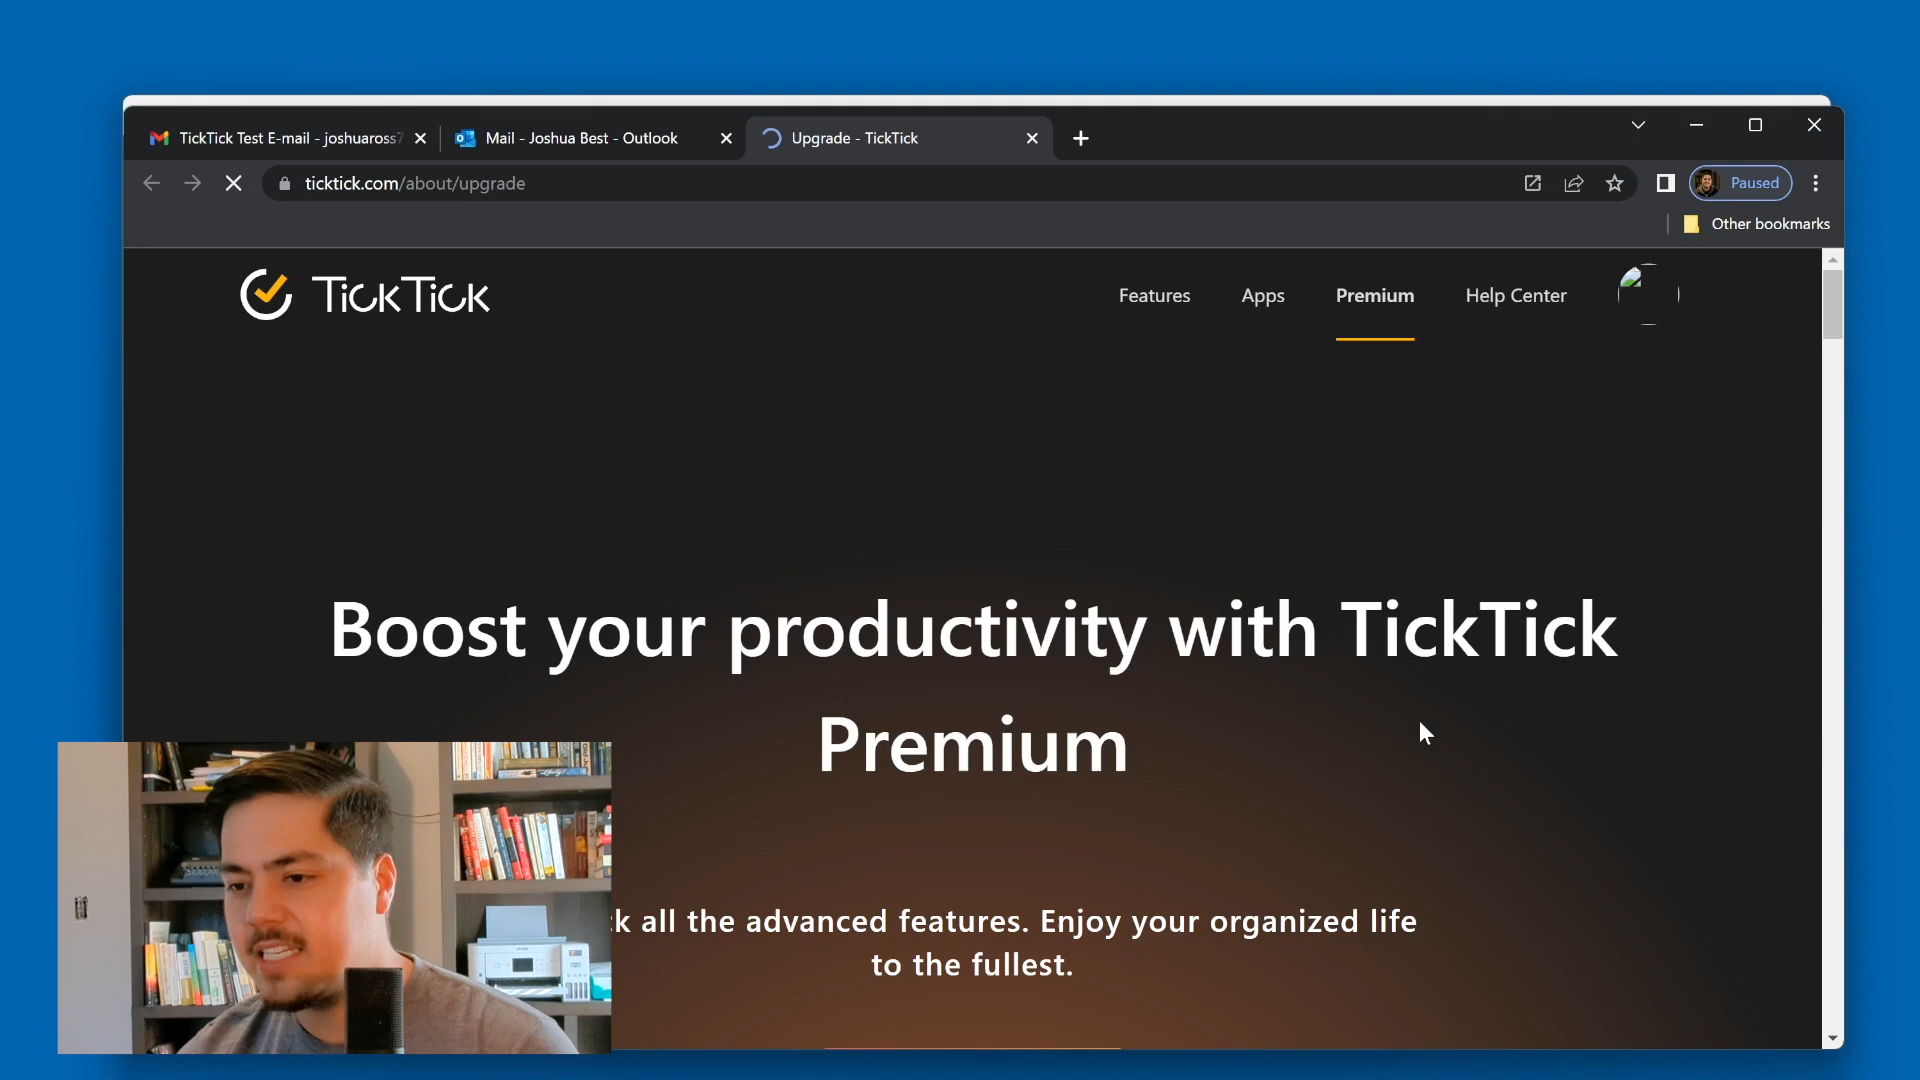 TickTick Test E-mail - joshuaross7
Mail - Joshua Best - Outlook
Upgrade - TickTick
ticktick.com/about/upgrade
Paused
Other bookmarks
TickTick
Features
Apps
Premium
Help Center
Boost your productivity with TickTick
Premium
k all the advanced features. Enjoy your organized life
to the fullest.